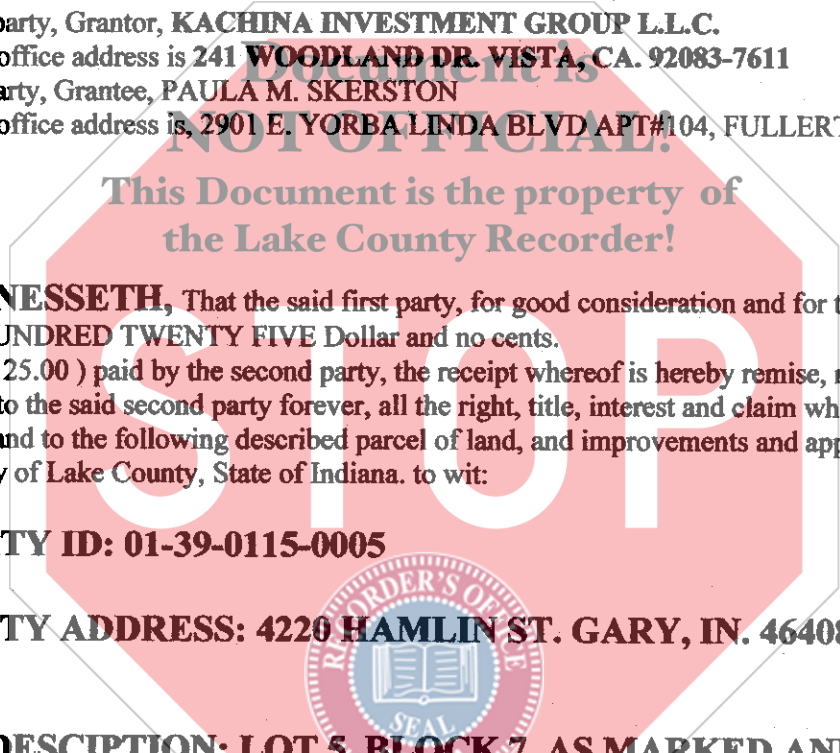 party, Grantor, KACHINA INVESTMENT GROUP L.L.C.
office address is 241 WOODLAND DR. VISTA, CA. 92083-7611
Document is
arty, Grantee, PAULA M. SKERSTON
office address is, 2901 E. YORBA LINDA BLVD APT#104, FULLERT
NOT OFFICIAL!
This Document is the property of
the Lake County Recorder!
NESSETH, That the said first party, for good consideration and for t
UNDRED TWENTY FIVE Dollar and no cents.
25.00 ) paid by the second party, the receipt whereof is hereby remise, r
to the said second party forever, all the right, title, interest and claim wh
and to the following described parcel of land, and improvements and app
y of Lake County, State of Indiana. to wit:
STOP
TY ID: 01-39-0115-0005
RECORDER'S OFFICE
TY ADDRESS: 4220 HAMLIN ST. GARY, IN. 46408
SEAL
DESCIPTION: LOT 5, BLOCK 7, AS MARKED AN